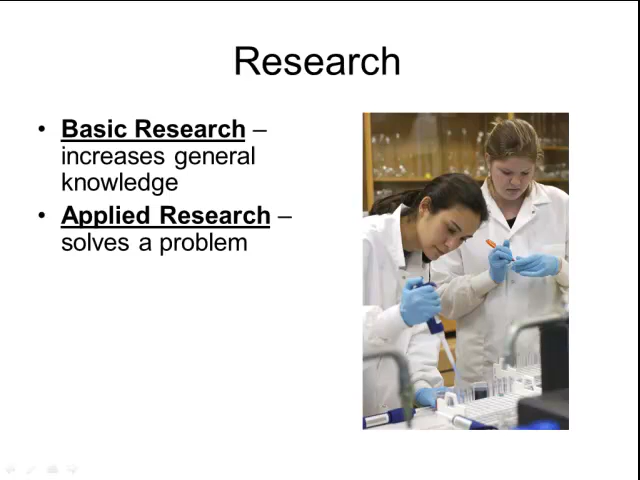 Research
• Basic Research –
increases general
knowledge
• Applied Research –
solves a problem